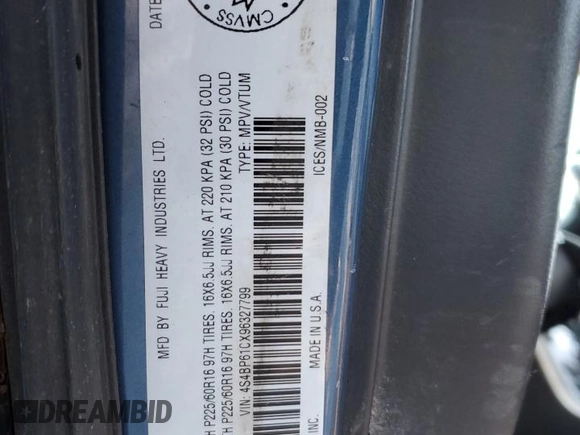 DATE
CMVSS
MFD BY FUJI HEAVY INDUSTRIES LTD.
H P225/60R16 97H TIRES. 16X6.5JJ RIMS. AT 220 KPA (32 PSI) COLD
H P225/60R16 97H TIRES. 16X6.5JJ RIMS. AT 210 KPA (30 PSI) COLD
VIN: 4S4BP61CX96327799 TYPE: MPV/VTUM
INC. MADE IN U.S.A. ICES/NMB-002
DREAMBID